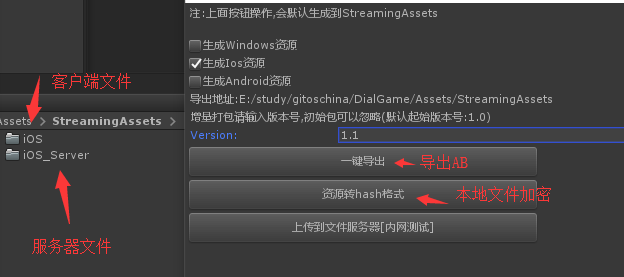 注:上面按钮操作,会默认生成到StreamingAssets
生成Windows资源
生成Ios资源
生成Android资源
导出地址:E:/study/gitoschina/DialGame/Assets/StreamingAssets
增量打包请输入版本号,初始包可以忽略(默认起始版本号:1.0)
Version: 1.1
一键导出
导出AB
资源转hash格式
本地文件加密
上传到文件服务器[内网测试]
客户端文件
Assets > StreamingAssets >
iOS
iOS_Server
服务器文件